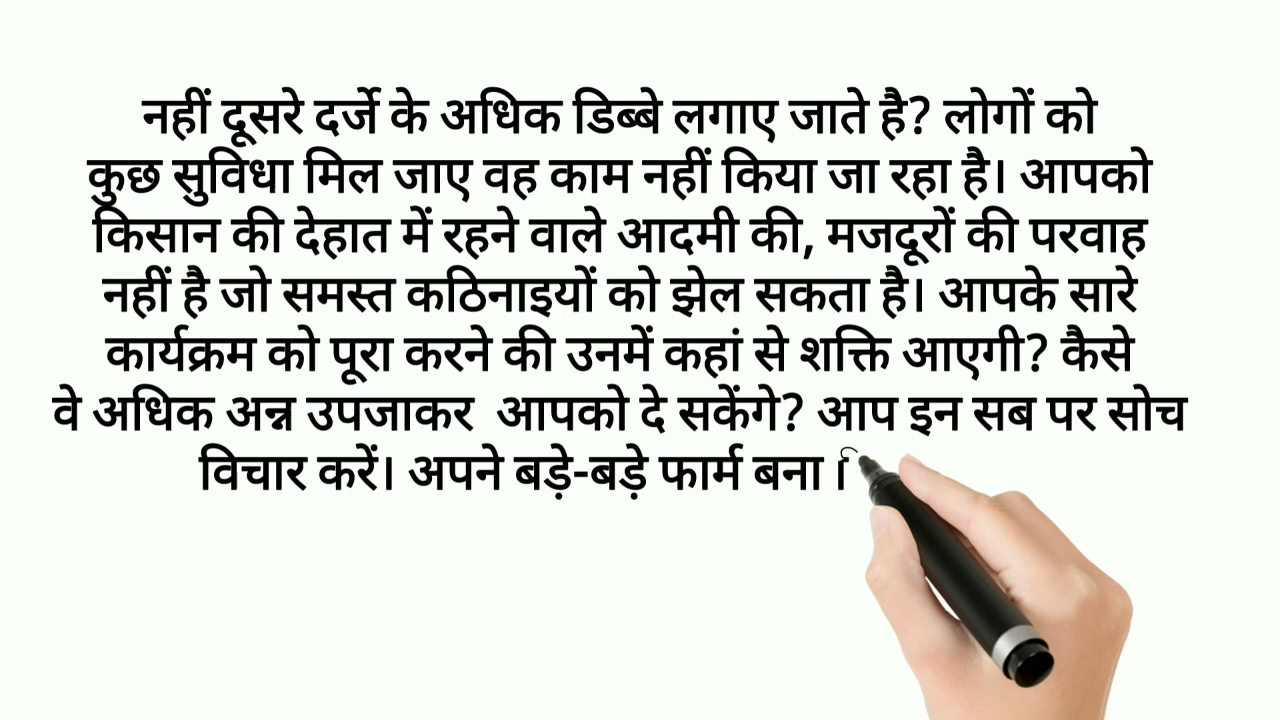 नहीं दूसरे दर्जे के अधिक डिब्बे लगाए जाते है? लोगों को
कुछ सुविधा मिल जाए वह काम नहीं किया जा रहा है। आपको
किसान की देहात में रहने वाले आदमी की, मजदूरों की परवाह
नहीं है जो समस्त कठिनाइयों को झेल सकता है। आपके सारे
कार्यक्रम को पूरा करने की उनमें कहां से शक्ति आएगी? कैसे
वे अधिक अन्न उपजाकर  आपको दे सकेंगे? आप इन सब पर सोच
विचार करें। अपने बड़े-बड़े फार्म बना